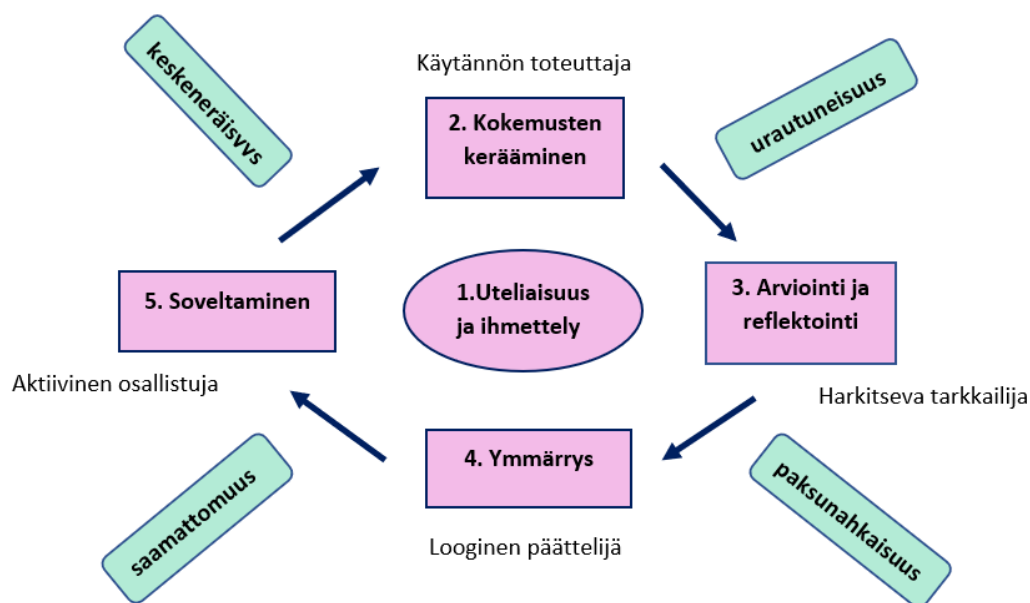 keskeneräisvvs
Käytännön toteuttaja
urautuneisuus
2. Kokemusten
kerääminen
5. Soveltaminen
1.Uteliaisuus
ja ihmettely
3. Arviointi ja
reflektointi
Aktiivinen osallistuja
Harkitseva tarkkailija
4. Ymmärrys
saamattomuus
paksunahkaisuus
Looginen päättelijä